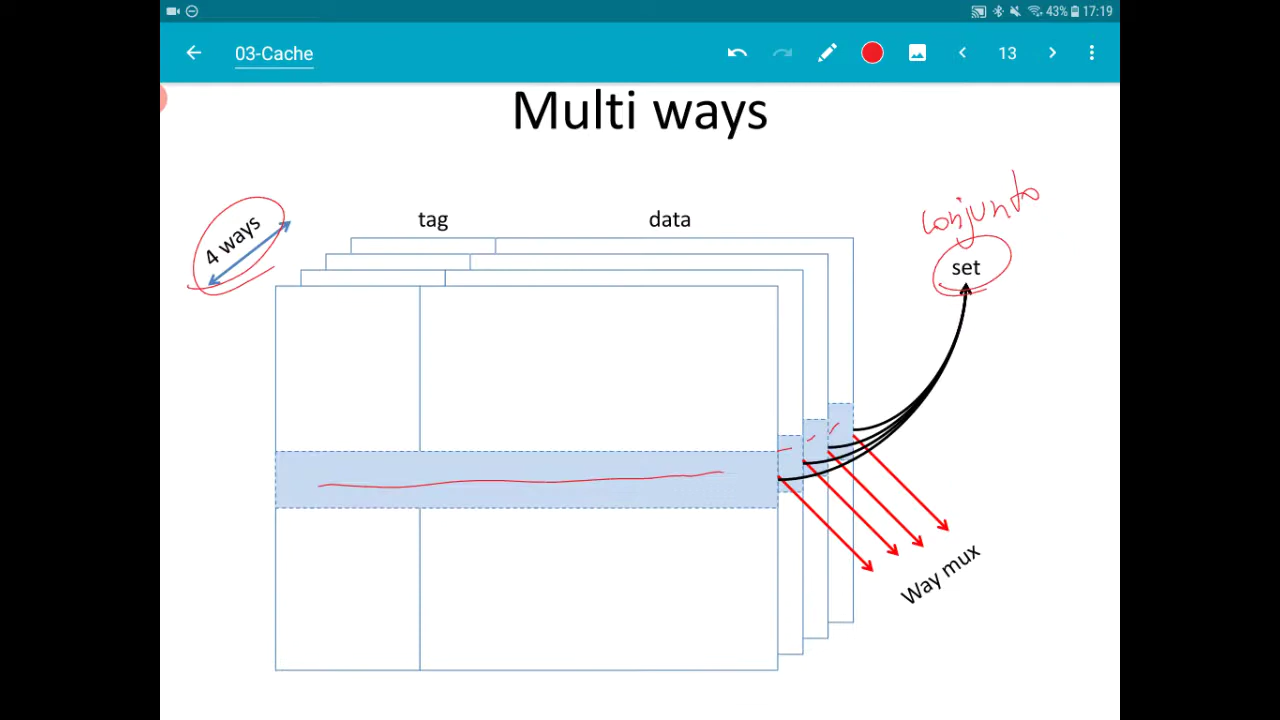 43% 17:19
03-Cache
13
Multi ways
conjunto
4 ways
tag
data
set
Way mux